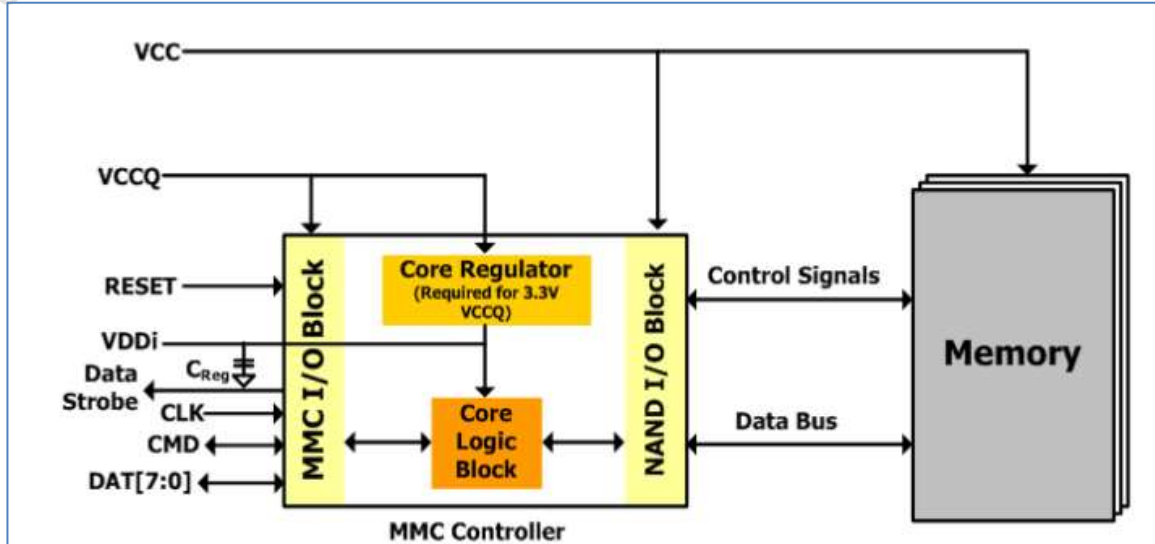 VCC
VCCQ
Core Regulator
(Required for 3.3V
VCCQ)
RESET
VDDi
CReg
Data
Strobe
CLK
CMD
DAT[7:0]
MMC I/O Block
Core
Logic
Block
NAND I/O Block
Control Signals
Data Bus
Memory
MMC Controller